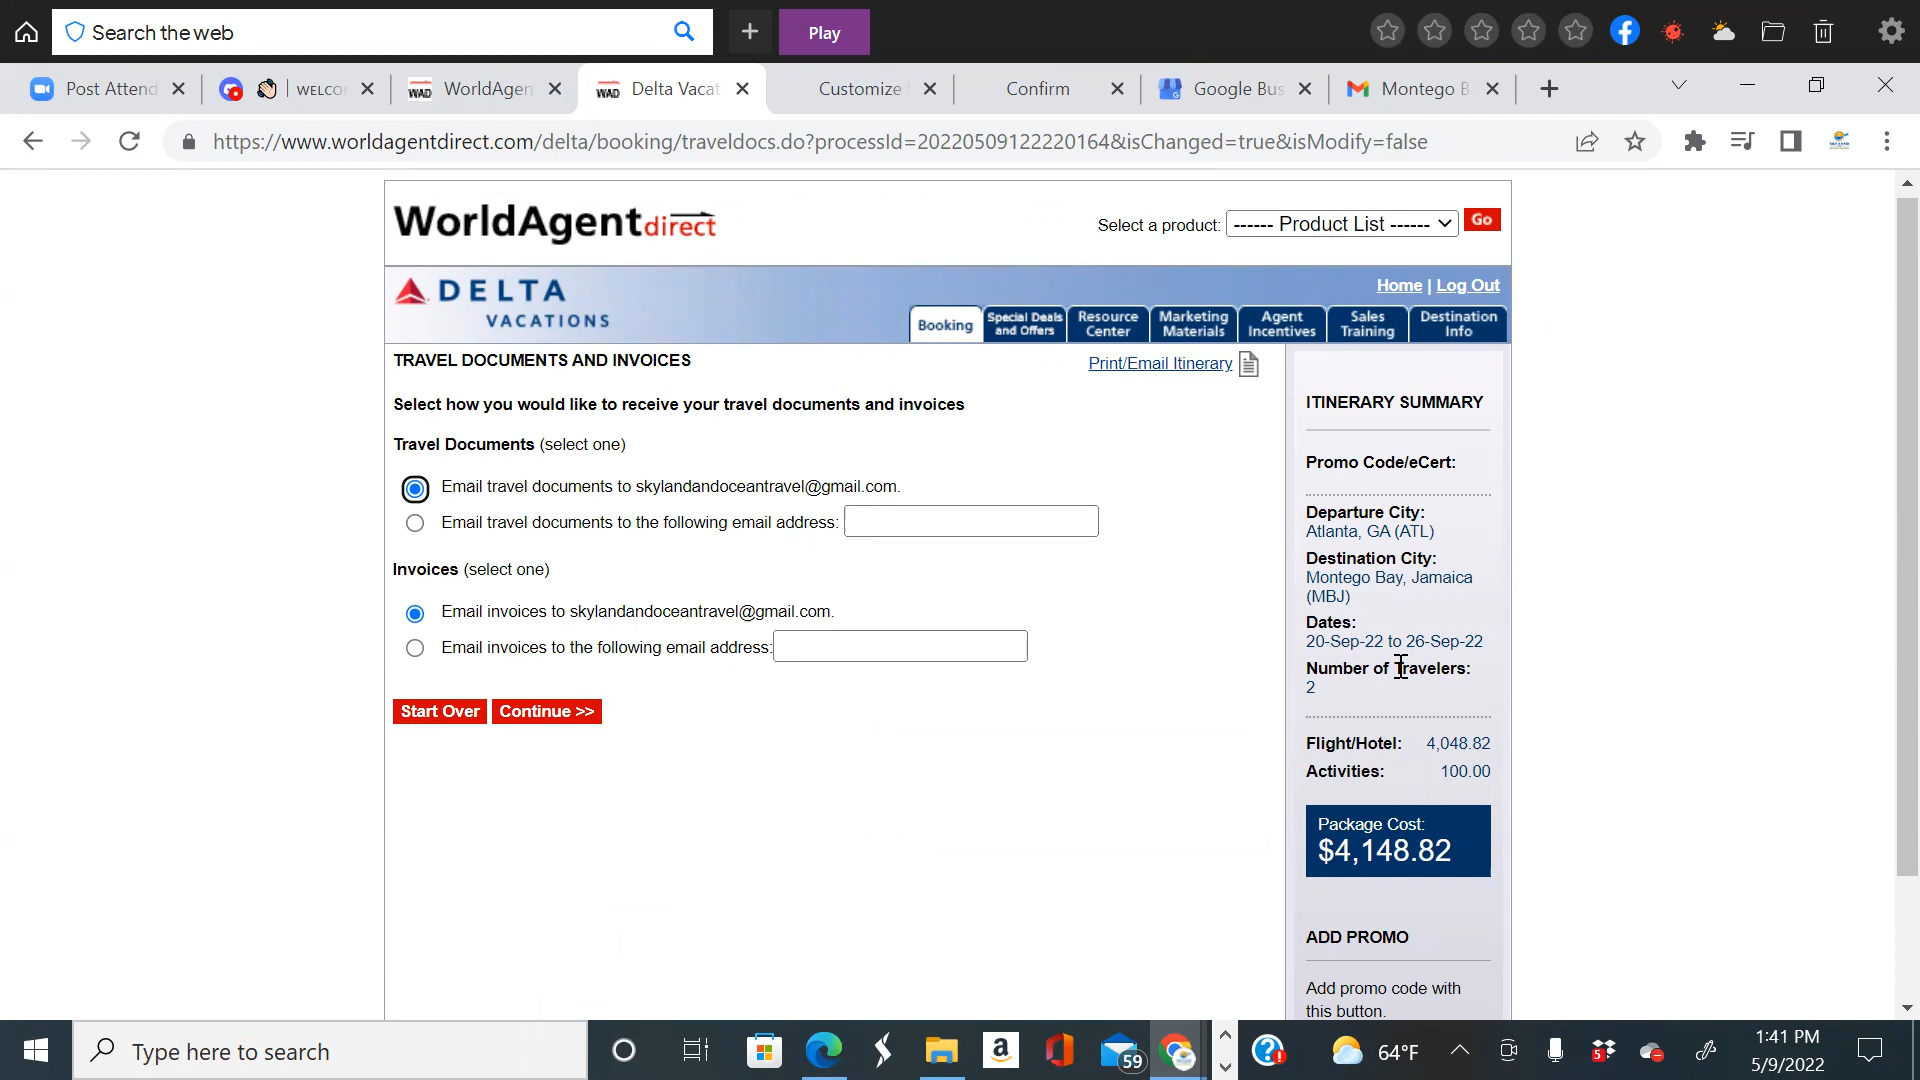 Search the web
Play
Post Attend
WELCO
WAD WorldAgen
WAD Delta Vacat
Customize
Confirm
Google Bus
Montego B
https://www.worldagentdirect.com/delta/booking/traveldocs.do?processId=20220509122220164&isChanged=true&isModify=false
WorldAgentdirect
Select a product:
------ Product List ------
Go
DELTA
VACATIONS
Home | Log Out
Booking
Special Deals
and Offers
Resource
Center
Marketing
Materials
Agent
Incentives
Sales
Training
Destination
Info
TRAVEL DOCUMENTS AND INVOICES
Print/Email Itinerary
Select how you would like to receive your travel documents and invoices
Travel Documents (select one)
Email travel documents to skylandandoceantravel@gmail.com.
Email travel documents to the following email address:
Invoices (select one)
Email invoices to skylandandoceantravel@gmail.com.
Email invoices to the following email address:
Start Over
Continue >>
ITINERARY SUMMARY
Promo Code/eCert:
Departure City:
Atlanta, GA (ATL)
Destination City:
Montego Bay, Jamaica
(MBJ)
Dates:
20-Sep-22 to 26-Sep-22
Number of Travelers:
2
Flight/Hotel: 4,048.82
Activities: 100.00
Package Cost:
$4,148.82
ADD PROMO
Add promo code with
this button.
Type here to search
59
64°F
5
1:41 PM
5/9/2022